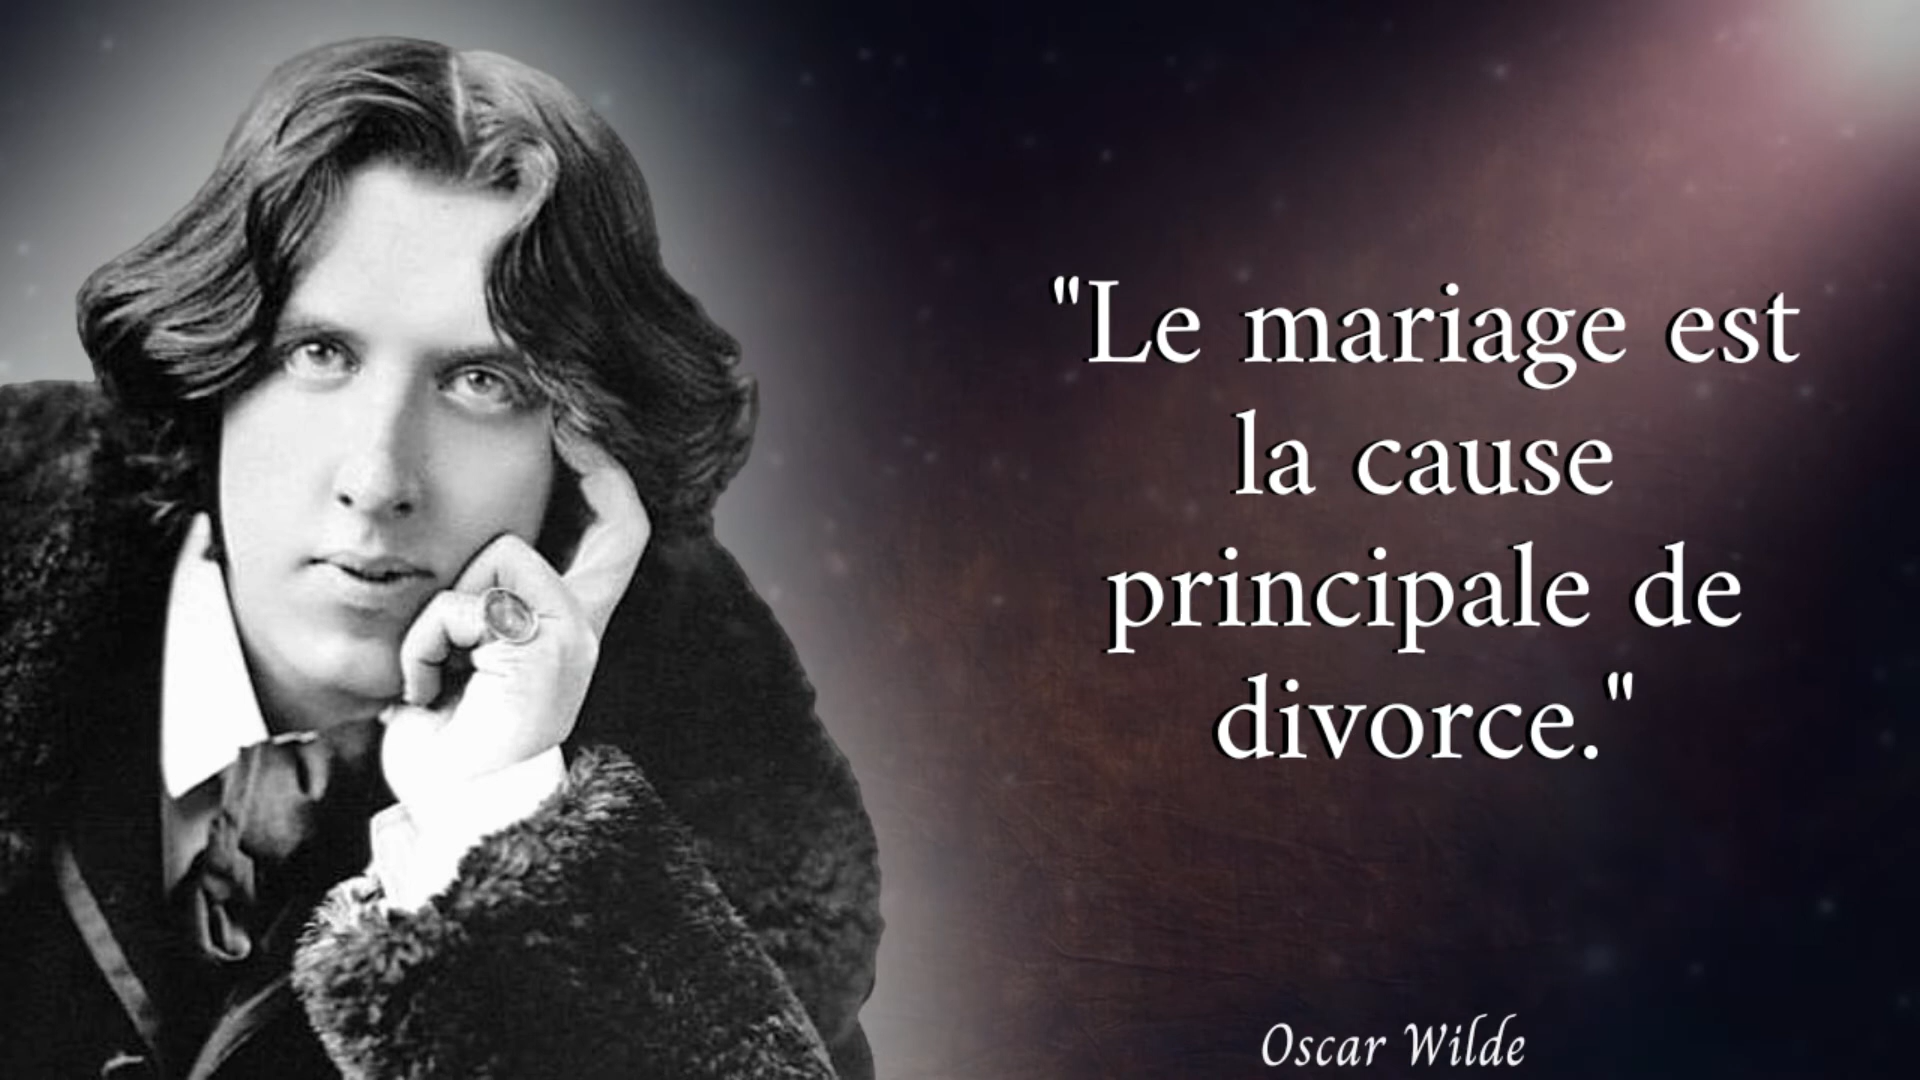 "Le mariage est
la cause
principale de
divorce."
Oscar Wilde